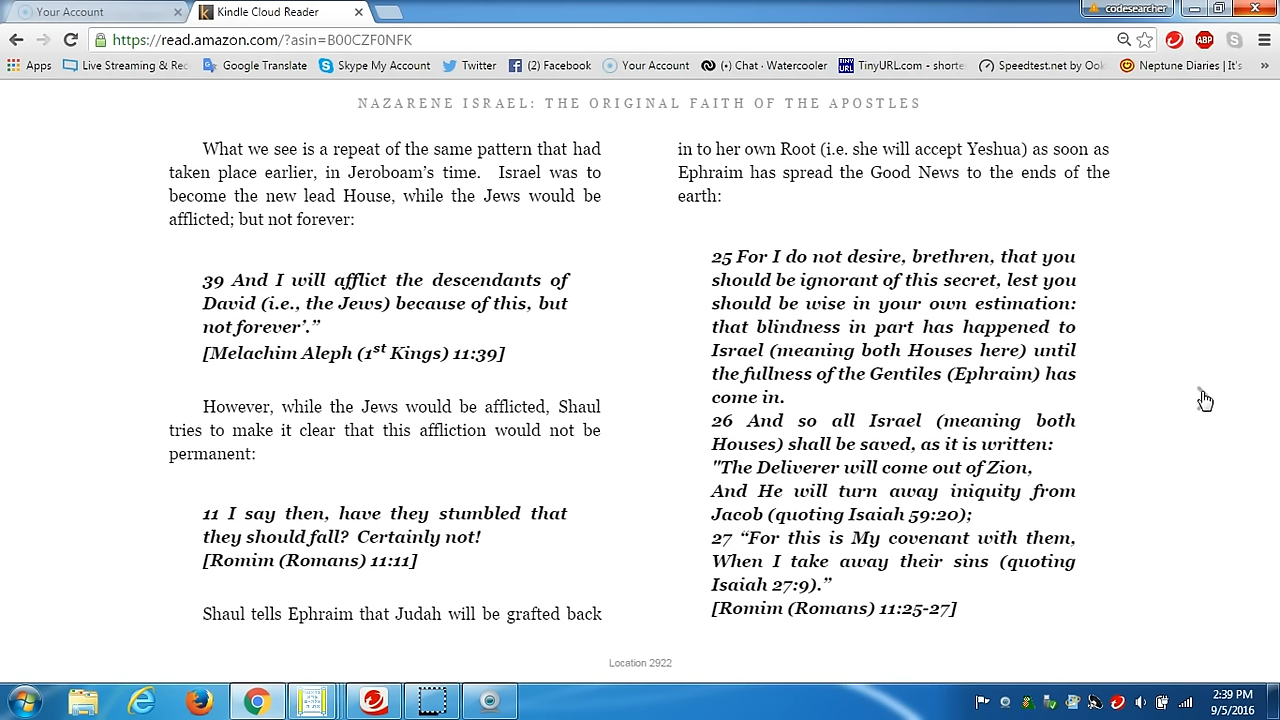 Your Account
Kindle Cloud Reader
codesearcher
https://read.amazon.com/?asin=B00CZF0NFK
ABP
Apps
Live Streaming & Rec
Google Translate
Skype My Account
Twitter
(2) Facebook
Your Account
(•) Chat · Watercooler
TinyURL.com - shorte
Speedtest.net by Ook
Neptune Diaries | It's
»
NAZARENE ISRAEL: THE ORIGINAL FAITH OF THE APOSTLES
What we see is a repeat of the same pattern that had
taken place earlier, in Jeroboam's time. Israel was to
become the new lead House, while the Jews would be
afflicted; but not forever:
39 And I will afflict the descendants of
David (i.e., the Jews) because of this, but
not forever'.”
[Melachim Aleph (1st Kings) 11:39]
However, while the Jews would be afflicted, Shaul
tries to make it clear that this affliction would not be
permanent:
11 I say then, have they stumbled that
they should fall? Certainly not!
[Romim (Romans) 11:11]
Shaul tells Ephraim that Judah will be grafted back
in to her own Root (i.e. she will accept Yeshua) as soon as
Ephraim has spread the Good News to the ends of the
earth:
25 For I do not desire, brethren, that you
should be ignorant of this secret, lest you
should be wise in your own estimation:
that blindness in part has happened to
Israel (meaning both Houses here) until
the fullness of the Gentiles (Ephraim) has
come in.
26 And so all Israel (meaning both
Houses) shall be saved, as it is written:
"The Deliverer will come out of Zion,
And He will turn away iniquity from
Jacob (quoting Isaiah 59:20);
27 “For this is My covenant with them,
When I take away their sins (quoting
Isaiah 27:9).”
[Romim (Romans) 11:25-27]
Location 2922
2:39 PM
9/5/2016